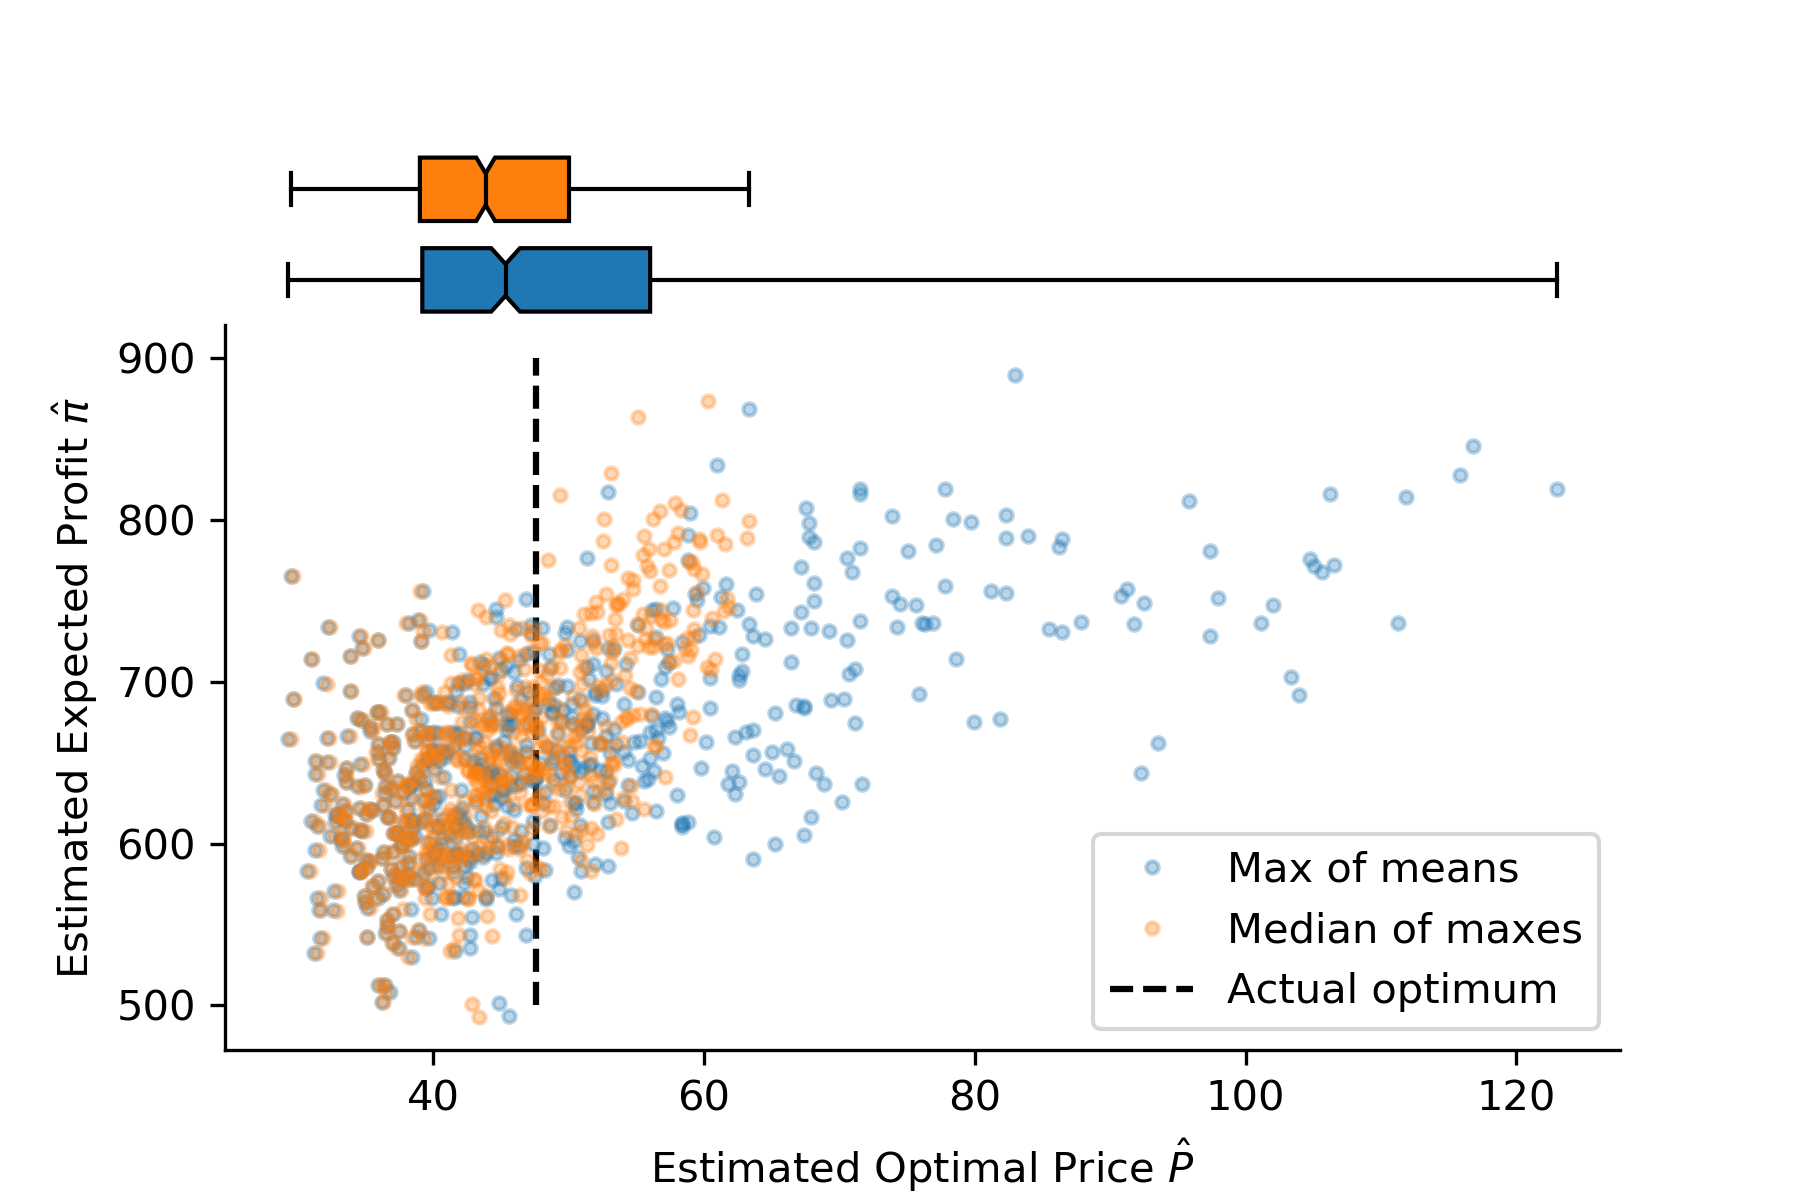 900
800
700
600
500
Estimated Expected Profit π̂
Max of means
Median of maxes
Actual optimum
40 60 80 100 120
Estimated Optimal Price P̂